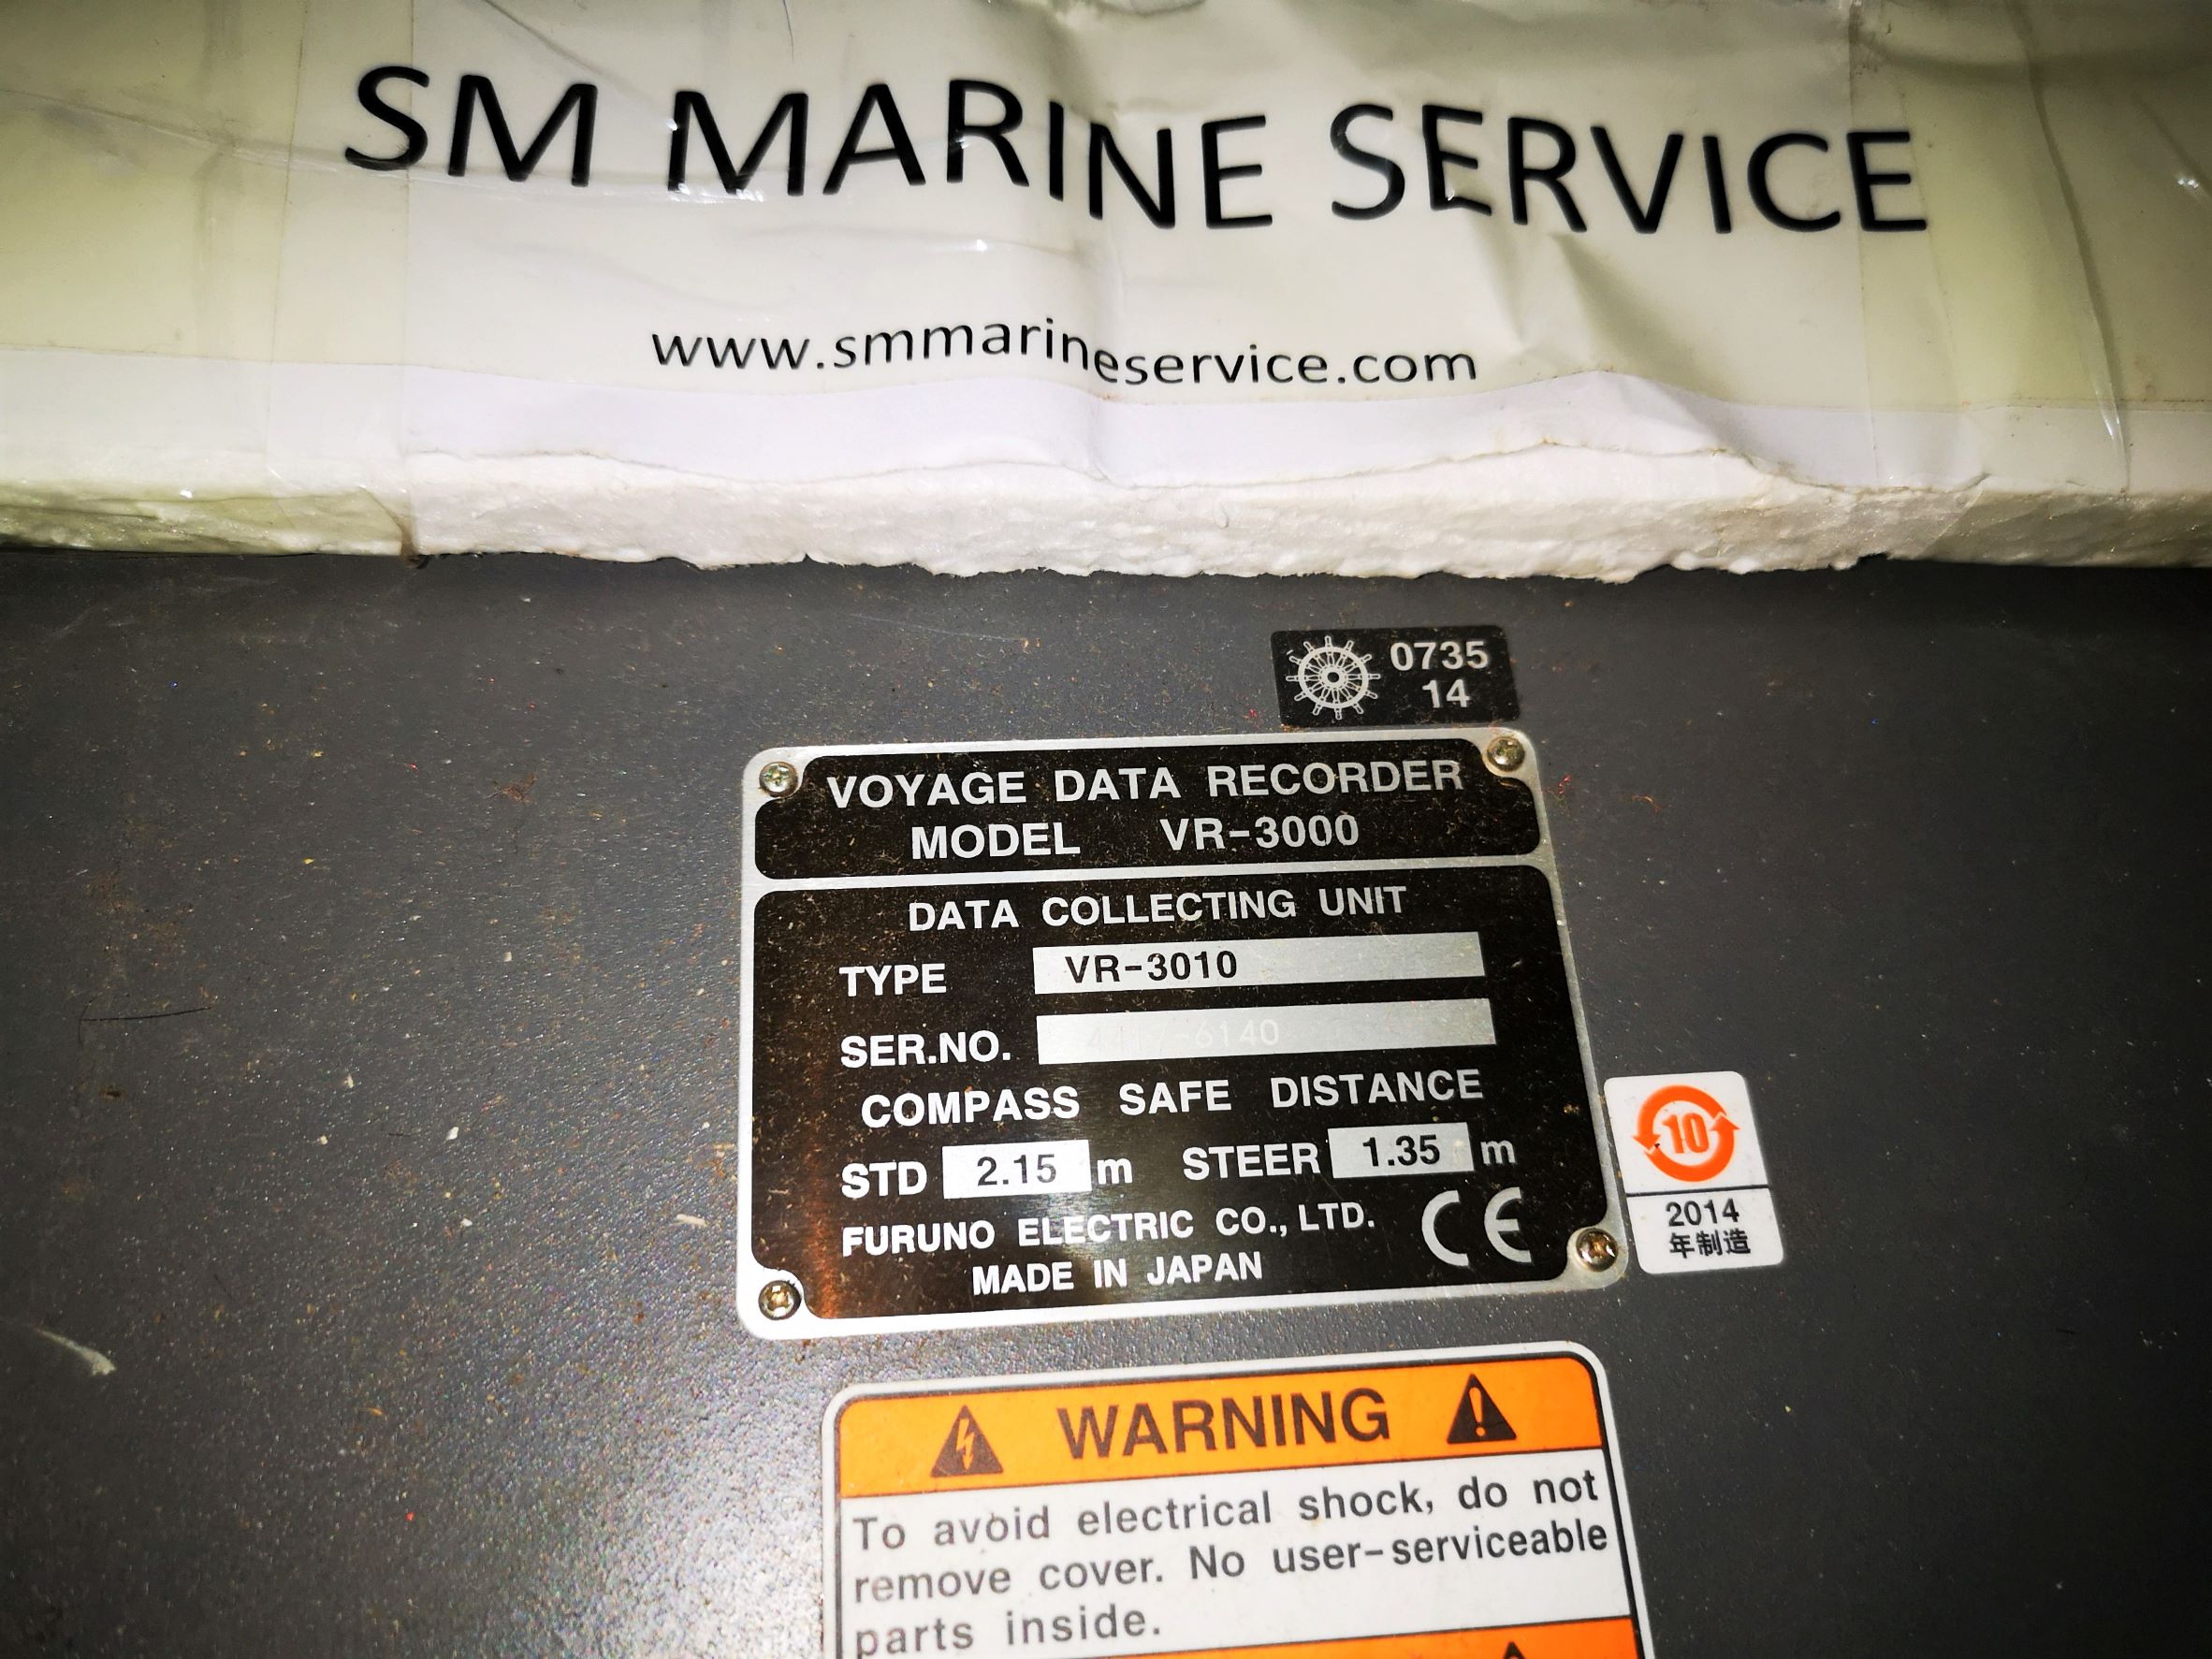 SM MARINE SERVICE
www.smmarineservice.com
0735
14
VOYAGE DATA RECORDER
MODEL VR-3000
DATA COLLECTING UNIT
TYPE VR-3010
SER.NO.
COMPASS SAFE DISTANCE
STD 2.15 m STEER 1.35 m
FURUNO ELECTRIC CO., LTD.
MADE IN JAPAN CE
10
2014
年制造
WARNING
To avoid electrical shock, do not
remove cover. No user-serviceable
parts inside.